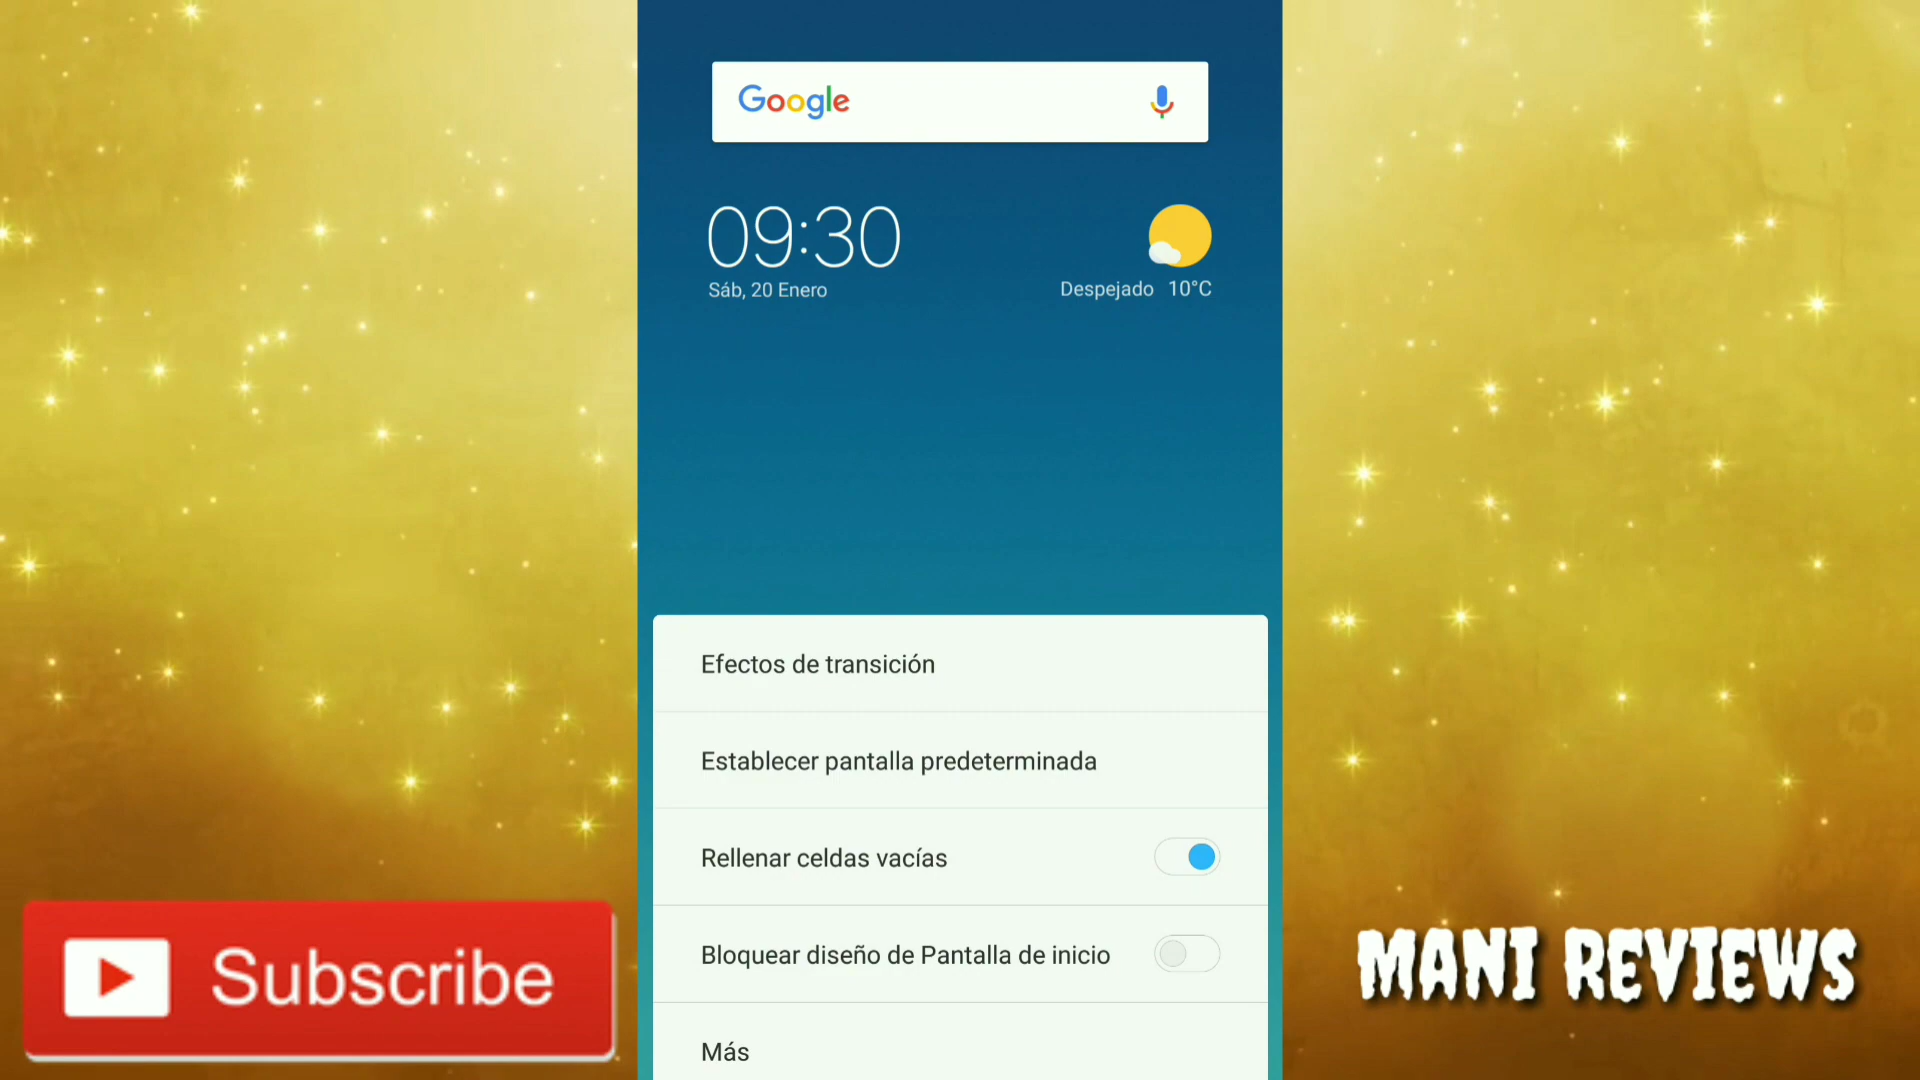 Google
09:30
Sáb, 20 Enero
Despejado 10°C
Efectos de transición
Establecer pantalla predeterminada
Rellenar celdas vacías
Bloquear diseño de Pantalla de inicio
Más
Subscribe
MANI REVIEWS